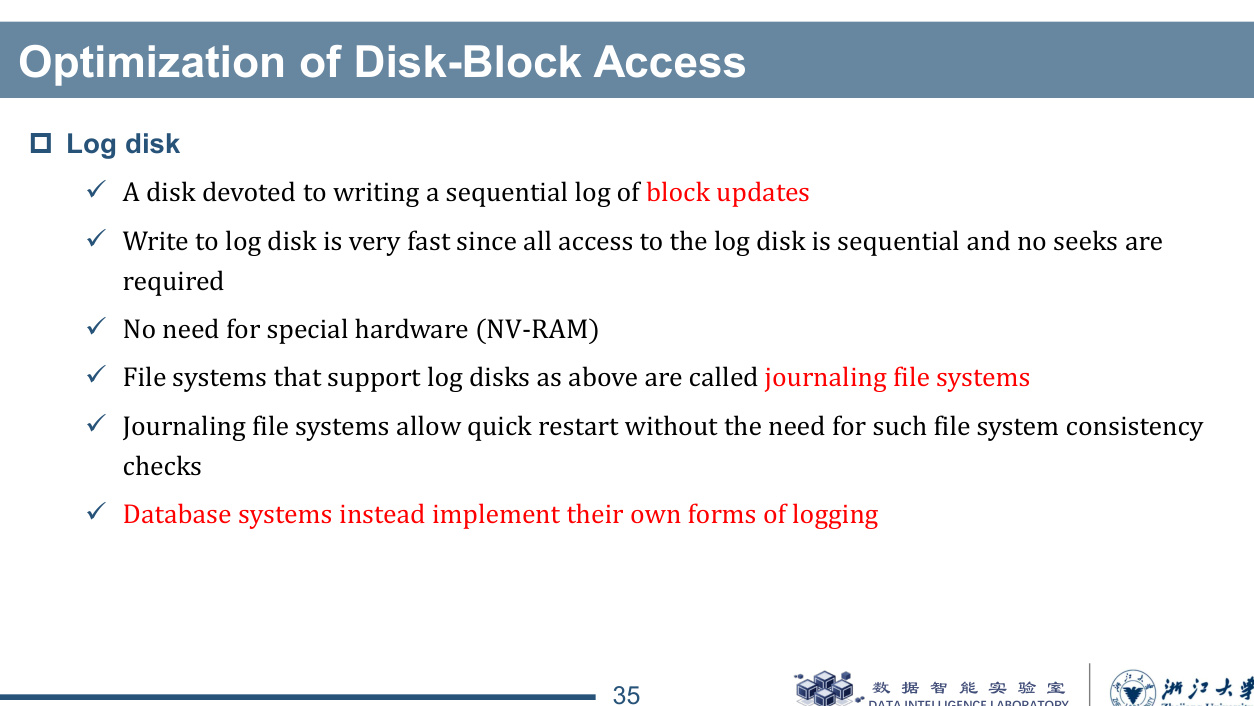 Optimization of Disk-Block Access
Log disk
A disk devoted to writing a sequential log of block updates
Write to log disk is very fast since all access to the log disk is sequential and no seeks are
required
No need for special hardware (NV-RAM)
File systems that support log disks as above are called journaling file systems
Journaling file systems allow quick restart without the need for such file system consistency
checks
Database systems instead implement their own forms of logging
35
数据智能实验室
DATA INTELLIGENCE LABORATORY
浙江大学